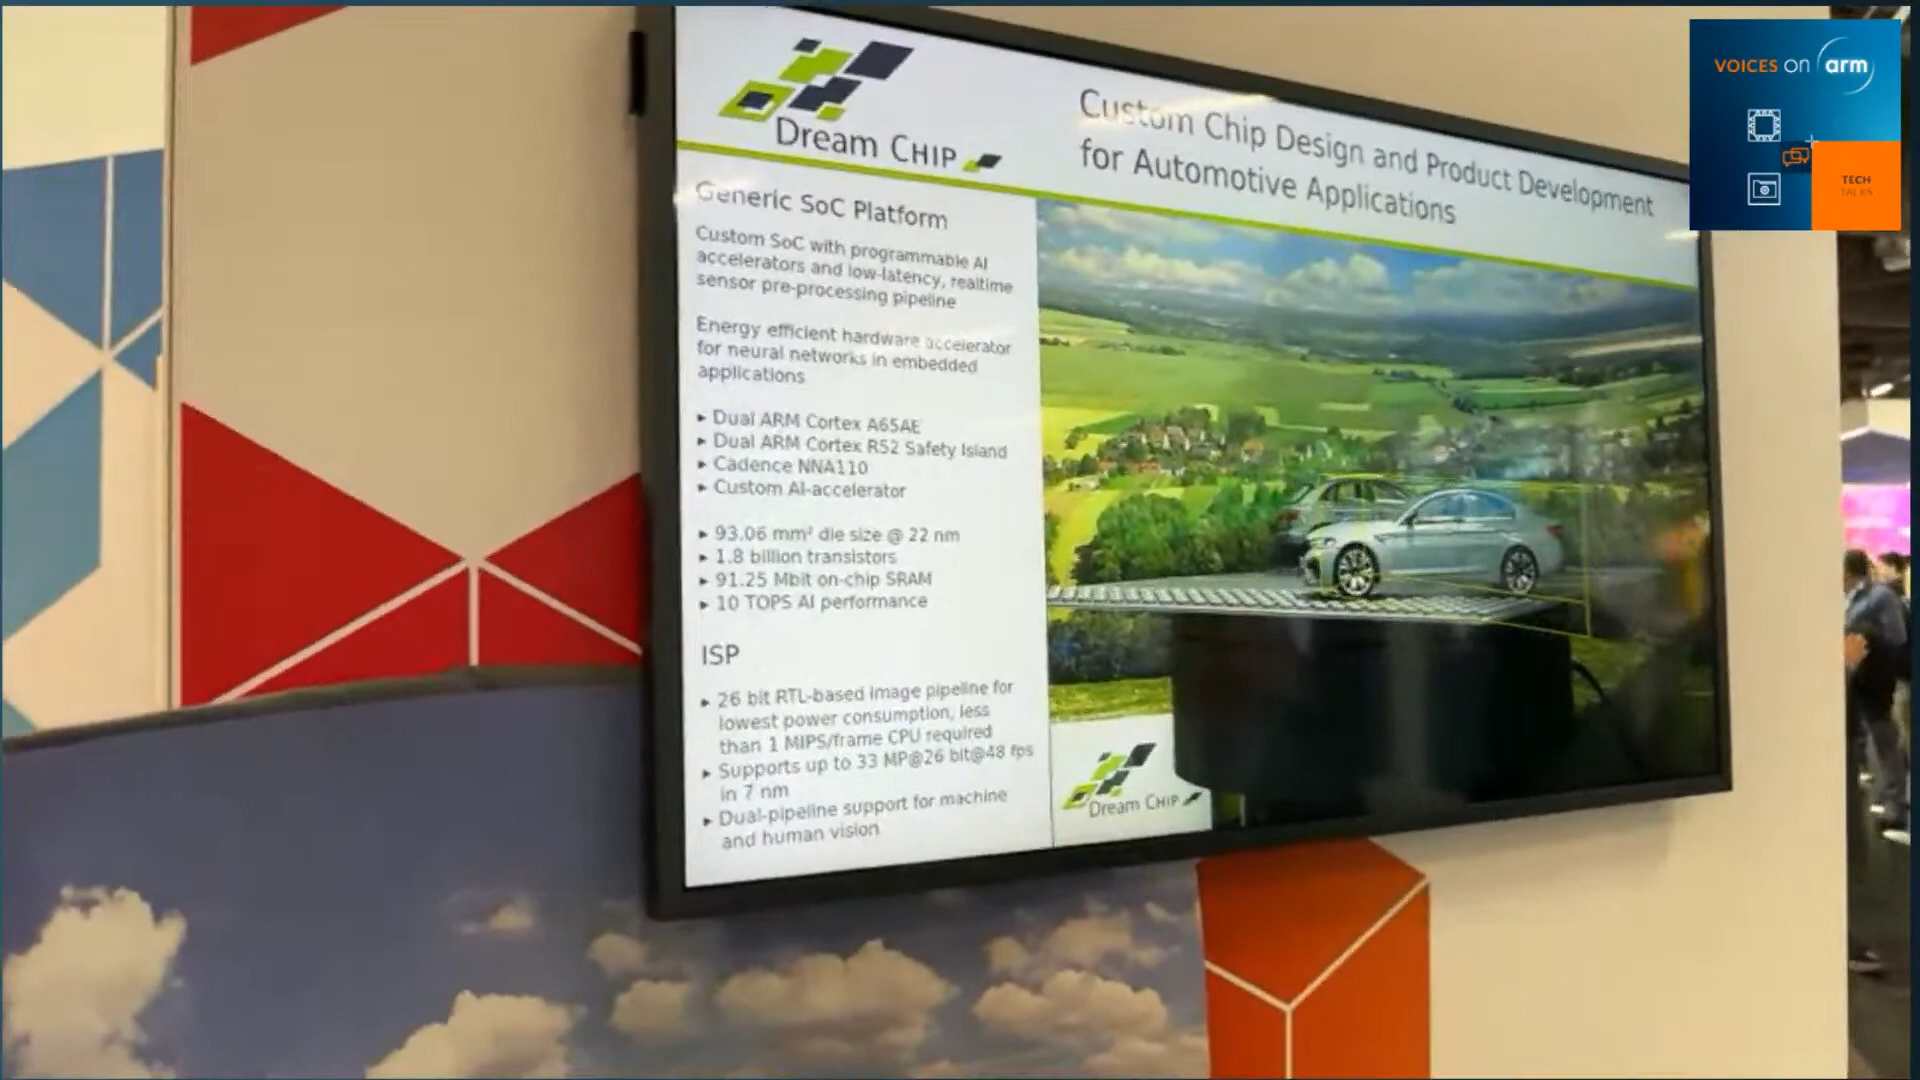 VOICES on arm
TECH
TALKS
Dream CHIP
Custom Chip Design and Product Development
for Automotive Applications
Generic SoC Platform
Custom SoC with programmable AI
accelerators and low-latency, realtime
sensor pre-processing pipeline
Energy efficient hardware accelerator
for neural networks in embedded
applications
▸ Dual ARM Cortex A65AE
▸ Dual ARM Cortex R52 Safety Island
▸ Cadence NNA110
▸ Custom AI-accelerator
▸ 93.06 mm² die size @ 22 nm
▸ 1.8 billion transistors
▸ 91.25 Mbit on-chip SRAM
▸ 10 TOPS AI performance
ISP
▸ 26 bit RTL-based image pipeline for
lowest power consumption, less
than 1 MIPS/frame CPU required
▸ Supports up to 33 MP@26 bit@48 fps
in 7 nm
▸ Dual-pipeline support for machine
and human vision
Dream CHIP